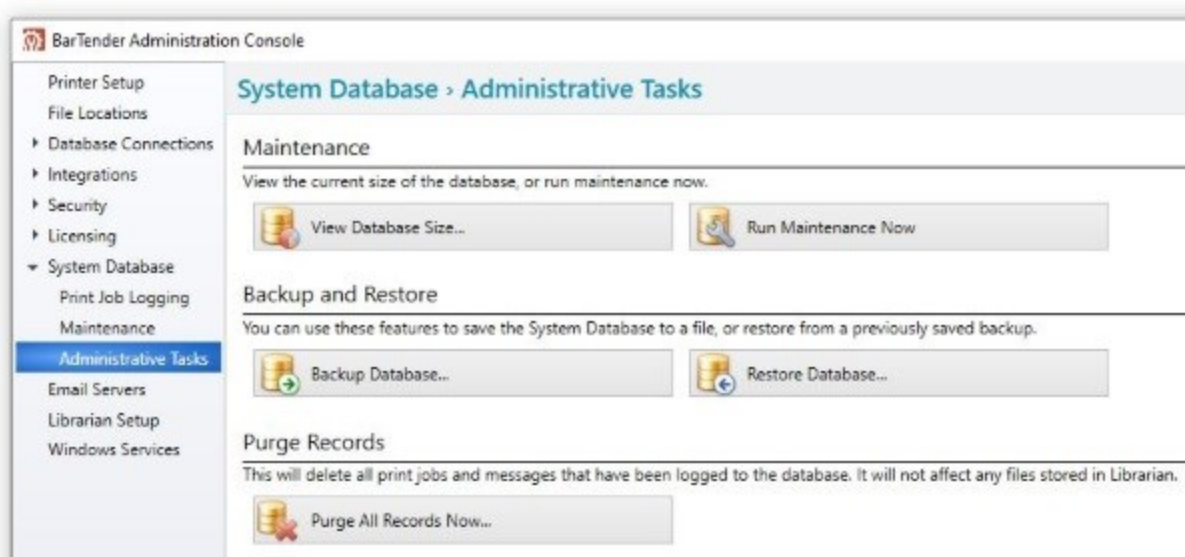 BarTender Administration Console
Printer Setup
File Locations
Database Connections
Integrations
Security
Licensing
System Database
Print Job Logging
Maintenance
Administrative Tasks
Email Servers
Librarian Setup
Windows Services
System Database › Administrative Tasks
Maintenance
View the current size of the database, or run maintenance now.
View Database Size...
Run Maintenance Now
Backup and Restore
You can use these features to save the System Database to a file, or restore from a previously saved backup.
Backup Database...
Restore Database...
Purge Records
This will delete all print jobs and messages that have been logged to the database. It will not affect any files stored in Librarian.
Purge All Records Now...